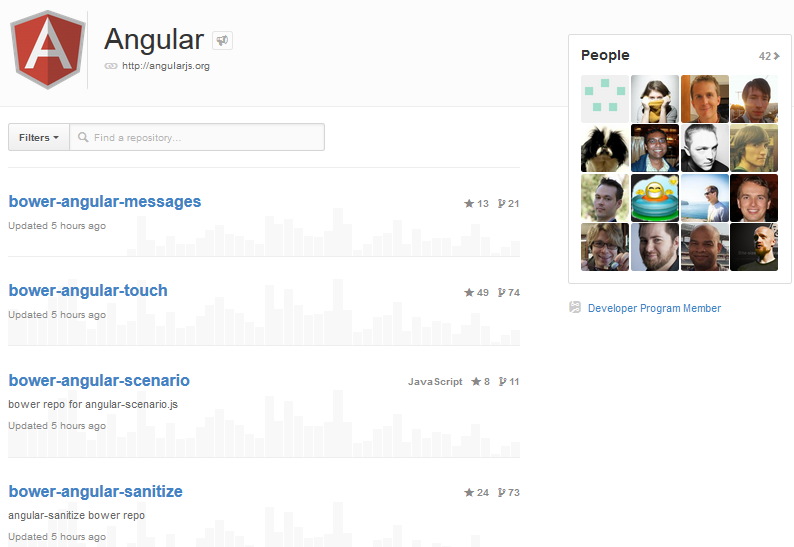 A
Angular
http://angularjs.org
Filters
Find a repository...
bower-angular-messages
13 21
Updated 5 hours ago
bower-angular-touch
49 74
Updated 5 hours ago
bower-angular-scenario
JavaScript 8 11
bower repo for angular-scenario.js
Updated 5 hours ago
bower-angular-sanitize
24 73
angular-sanitize bower repo
Updated 5 hours ago
People
42
Developer Program Member